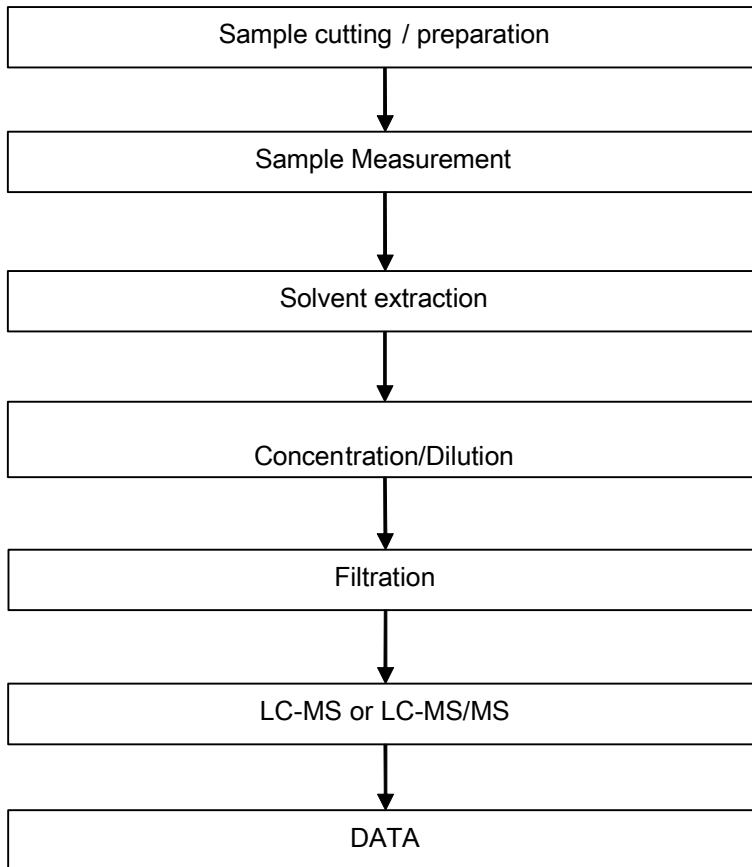 Sample cutting / preparation
Sample Measurement
Solvent extraction
Concentration/Dilution
Filtration
LC-MS or LC-MS/MS
DATA